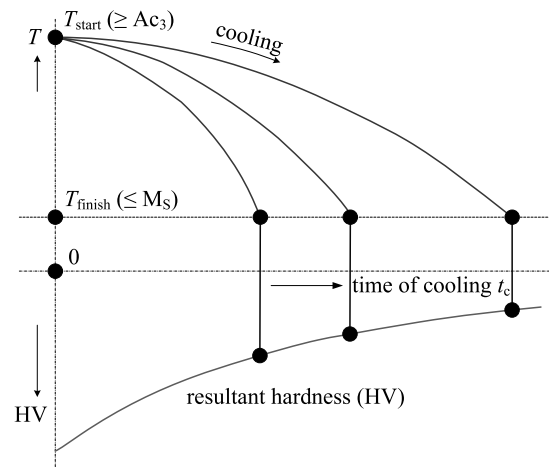 T_start (≥ Ac₃)
T
cooling
T_finish (≤ M_S)
0
time of cooling t_c
HV
resultant hardness (HV)